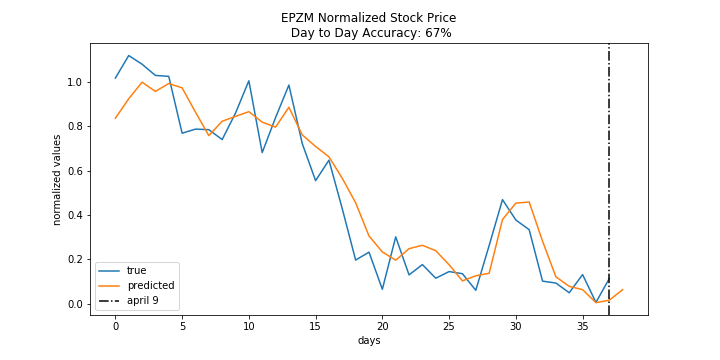 EPZM Normalized Stock Price
Day to Day Accuracy: 67%
normalized values
1.0
0.8
0.6
0.4
0.2
0.0
true
predicted
april 9
0 5 10 15 20 25 30 35
days